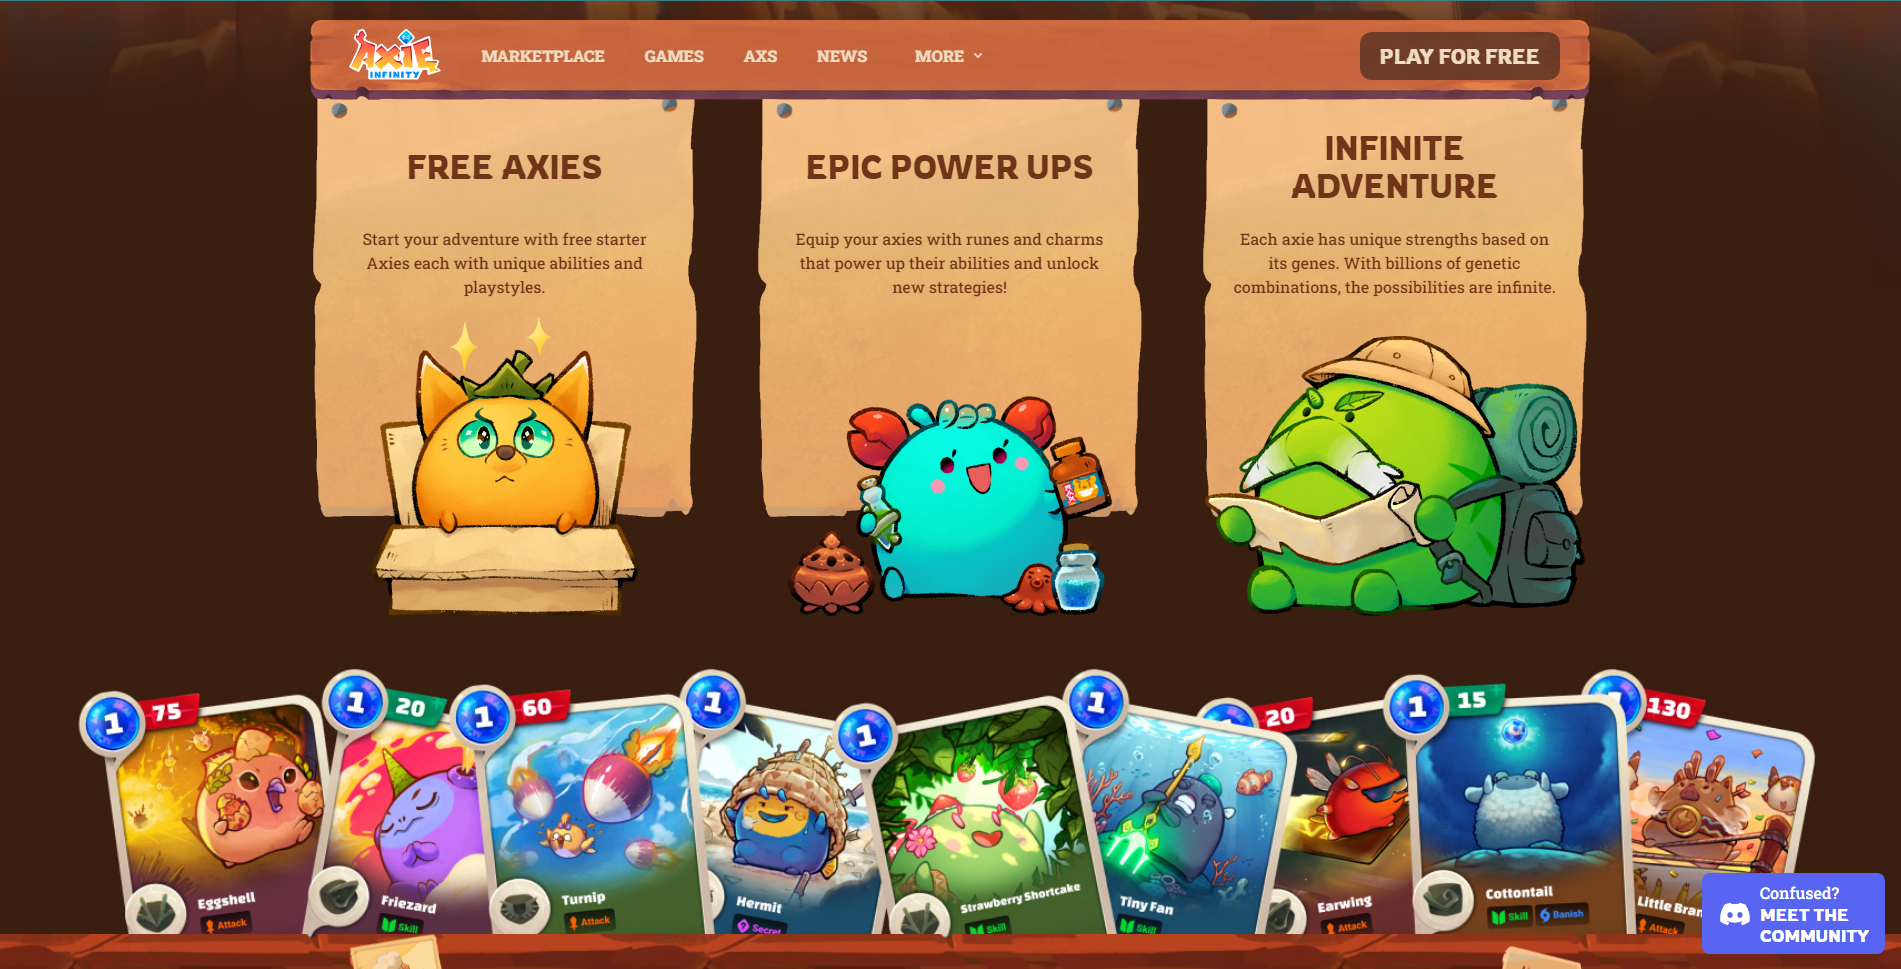 AXIE
INFINITY
MARKETPLACE
GAMES
AXS
NEWS
MORE
PLAY FOR FREE
FREE AXIES
Start your adventure with free starter
Axies each with unique abilities and
playstyles.
EPIC POWER UPS
Equip your axies with runes and charms
that power up their abilities and unlock
new strategies!
INFINITE
ADVENTURE
Each axie has unique strengths based on
its genes. With billions of genetic
combinations, the possibilities are infinite.
1
75
Eggshell
Attack
1
20
Friezard
Skill
1
60
Turnip
Attack
1
Hermit
Secret
1
Strawberry Shortcake
Skill
1
Tiny Fan
Skill
20
Earwing
Attack
1
15
Cottontail
Skill
Banish
130
Little Bran
Attack
Confused?
MEET THE
COMMUNITY